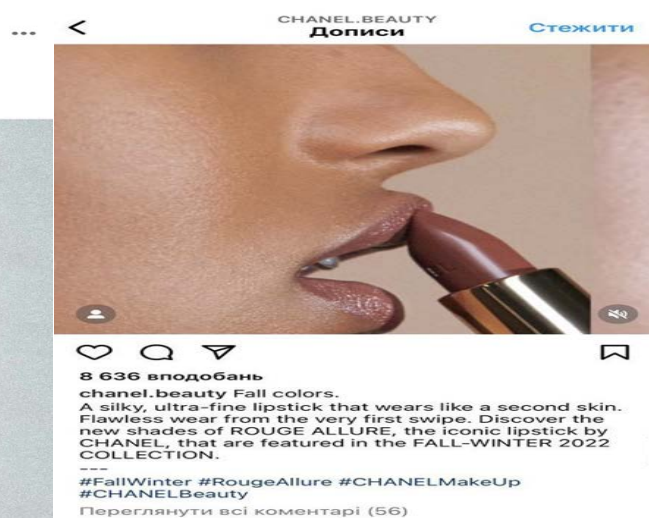 CHANEL.BEAUTY
Дописи
Стежити
8 636 вподобань
chanel.beauty Fall colors.
A silky, ultra-fine lipstick that wears like a second skin.
Flawless wear from the very first swipe. Discover the
new shades of ROUGE ALLURE, the iconic lipstick by
CHANEL, that are featured in the FALL-WINTER 2022
COLLECTION.
---
#FallWinter #RougeAllure #CHANELMakeUp
#CHANELBeauty
Переглянути всі коментарі (56)